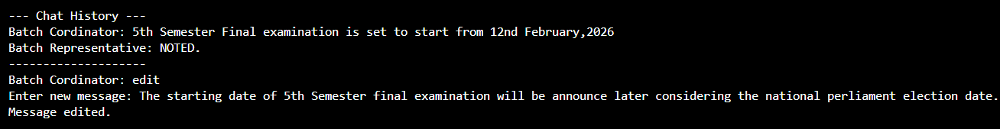 --- Chat History ---
Batch Cordinator: 5th Semester Final examination is set to start from 12nd February,2026
Batch Representative: NOTED.
--------------------
Batch Cordinator: edit
Enter new message: The starting date of 5th Semester final examination will be announce later considering the national perliament election date.
Message edited.